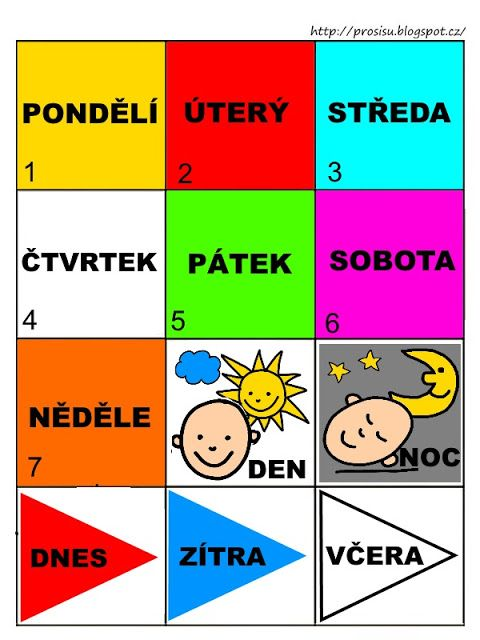 http://prosisu.blogspot.cz/
PONDĚLÍ
1
ÚTERÝ
2
STŘEDA
3
ČTVRTEK
4
PÁTEK
5
SOBOTA
6
NĚDĚLE
7
DEN
NOC
DNES
ZÍTRA
VČERA